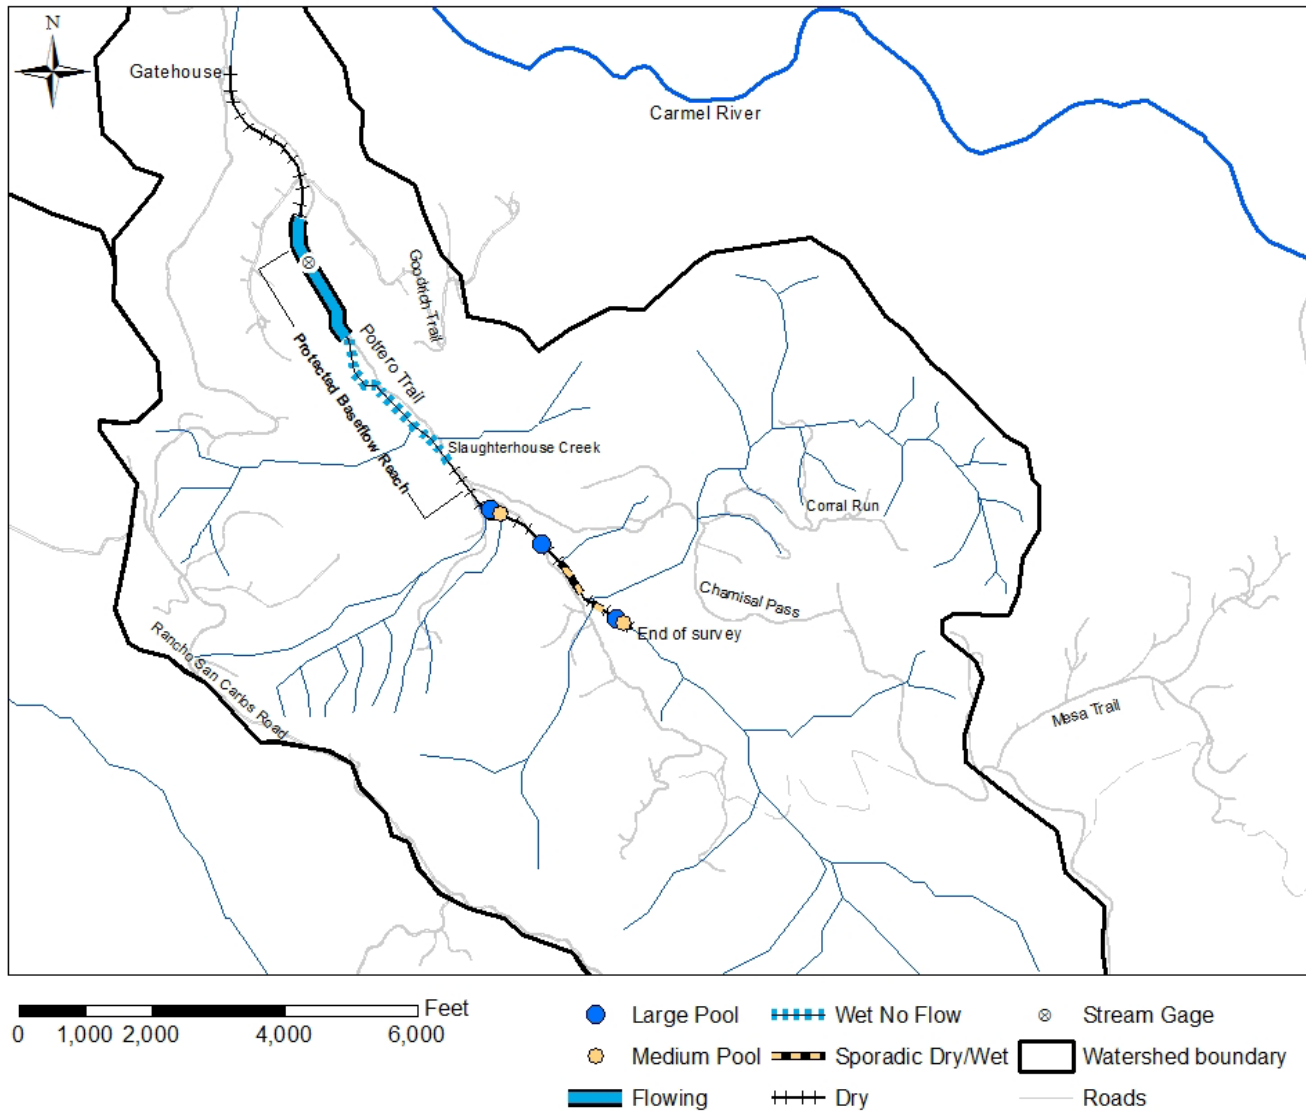 N
Gatehouse
Carmel River
Goodrich Trail
Potrero Trail
Protected Baseflow Reach
Slaughterhouse Creek
Corral Run
Chamisal Pass
End of survey
Rancho San Carlos Road
Mesa Trail
Feet
0 1,000 2,000 4,000 6,000
Large Pool
Wet No Flow
Stream Gage
Medium Pool
Sporadic Dry/Wet
Watershed boundary
Flowing
Dry
Roads